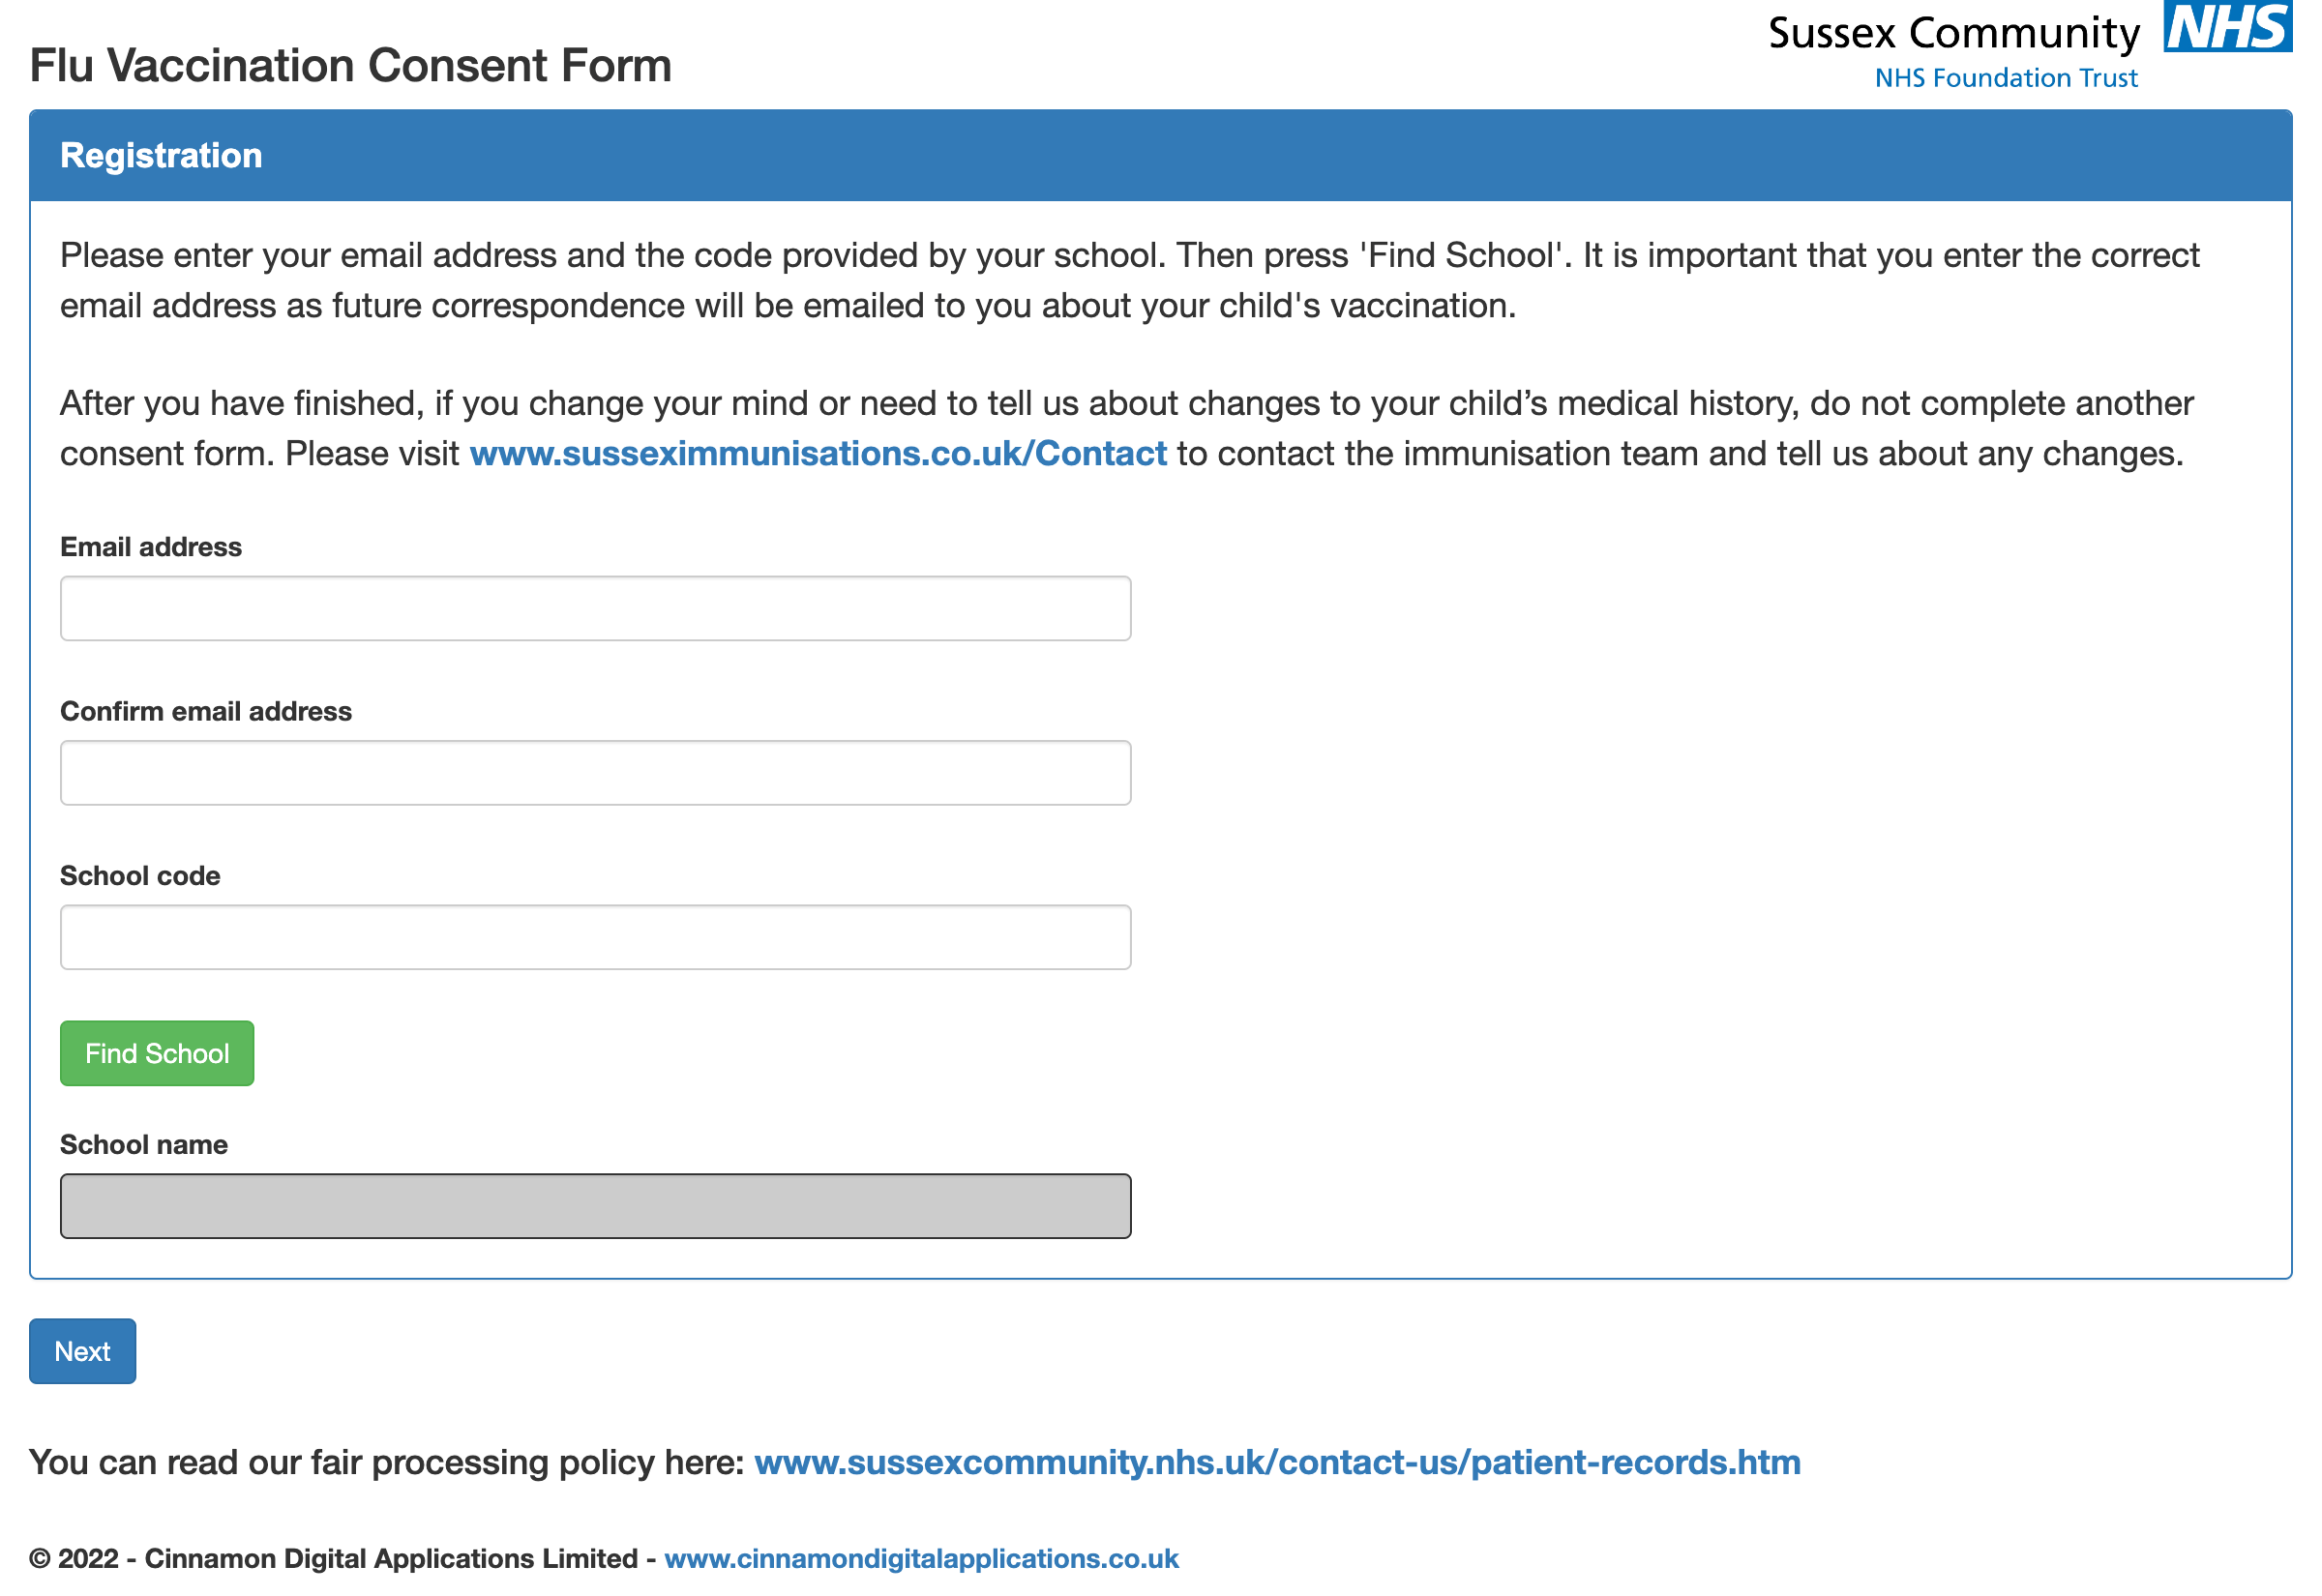 Flu Vaccination Consent Form
Sussex Community NHS
NHS Foundation Trust
Registration
Please enter your email address and the code provided by your school. Then press 'Find School'. It is important that you enter the correct
email address as future correspondence will be emailed to you about your child's vaccination.
After you have finished, if you change your mind or need to tell us about changes to your child’s medical history, do not complete another
consent form. Please visit www.susseximmunisations.co.uk/Contact to contact the immunisation team and tell us about any changes.
Email address
Confirm email address
School code
Find School
School name
Next
You can read our fair processing policy here: www.sussexcommunity.nhs.uk/contact-us/patient-records.htm
© 2022 - Cinnamon Digital Applications Limited - www.cinnamondigitalapplications.co.uk